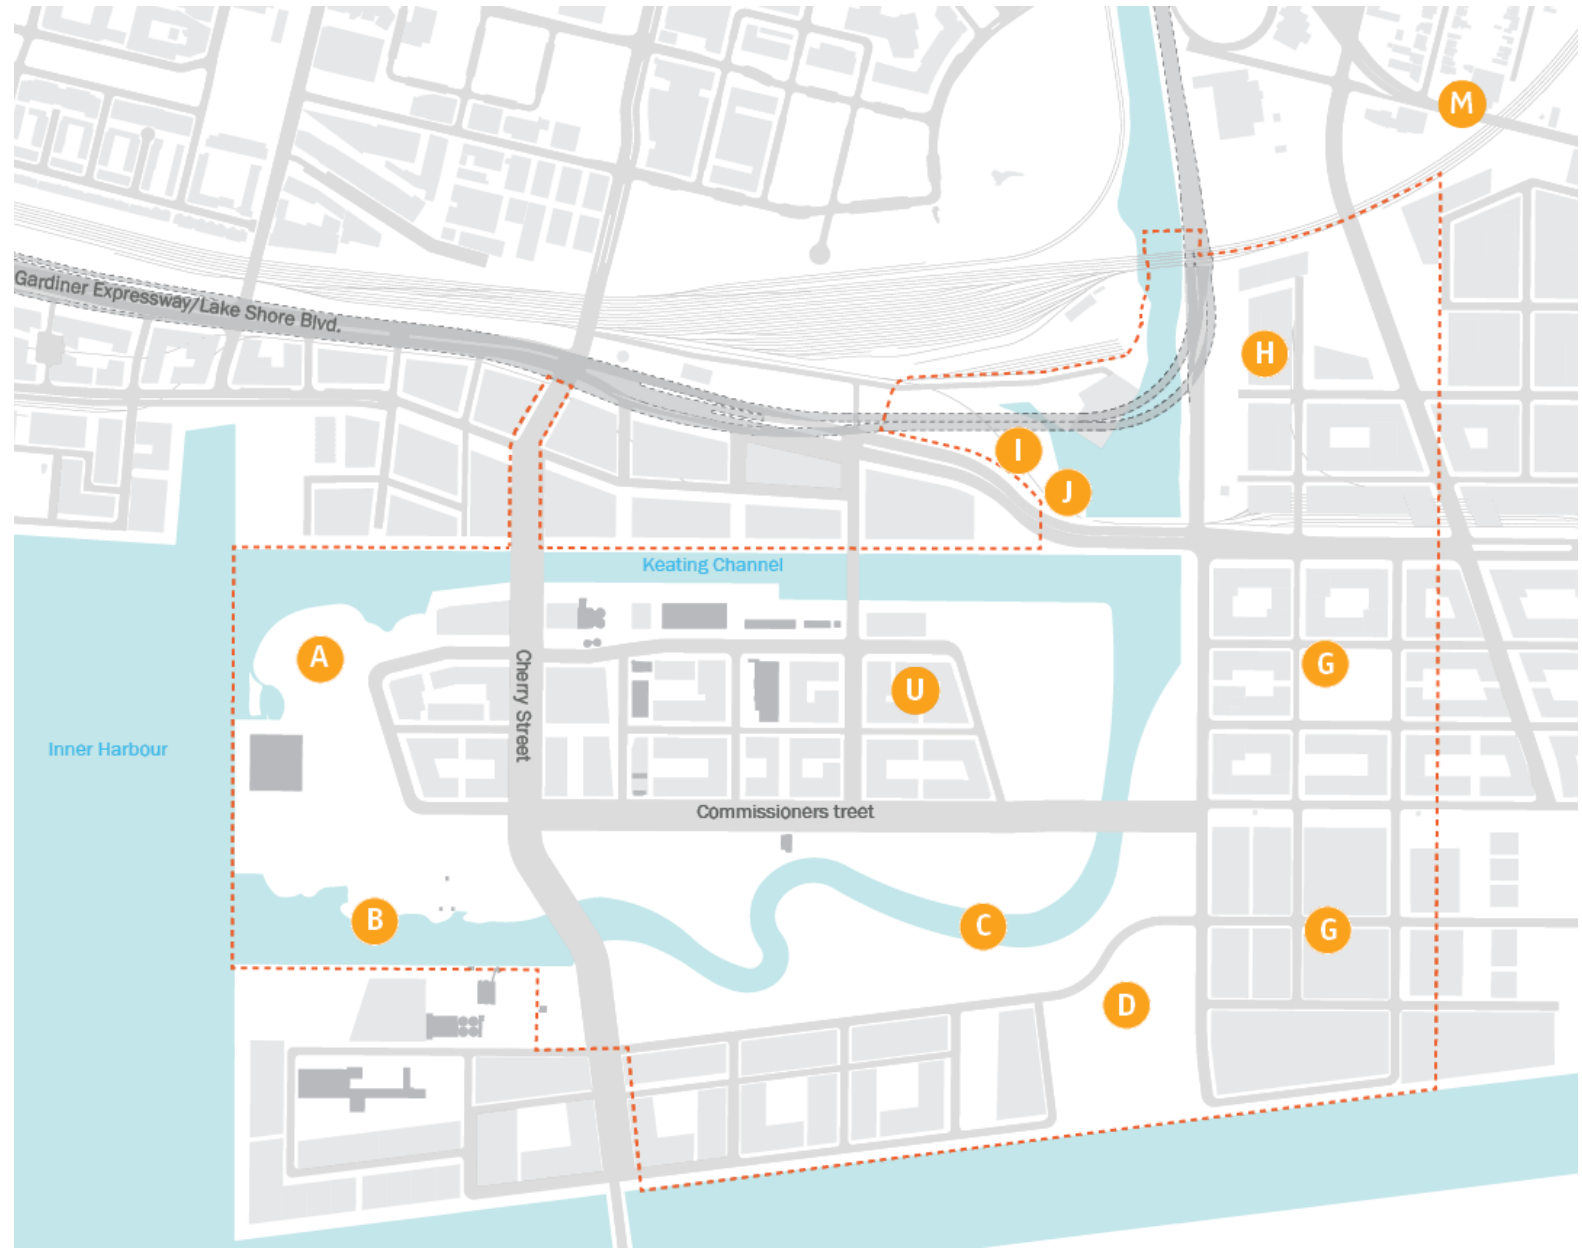 M
Gardiner Expressway/Lake Shore Blvd.
H
I
J
Keating Channel
A
Cherry Street
U
G
Inner Harbour
Commissioners treet
B
C
G
D